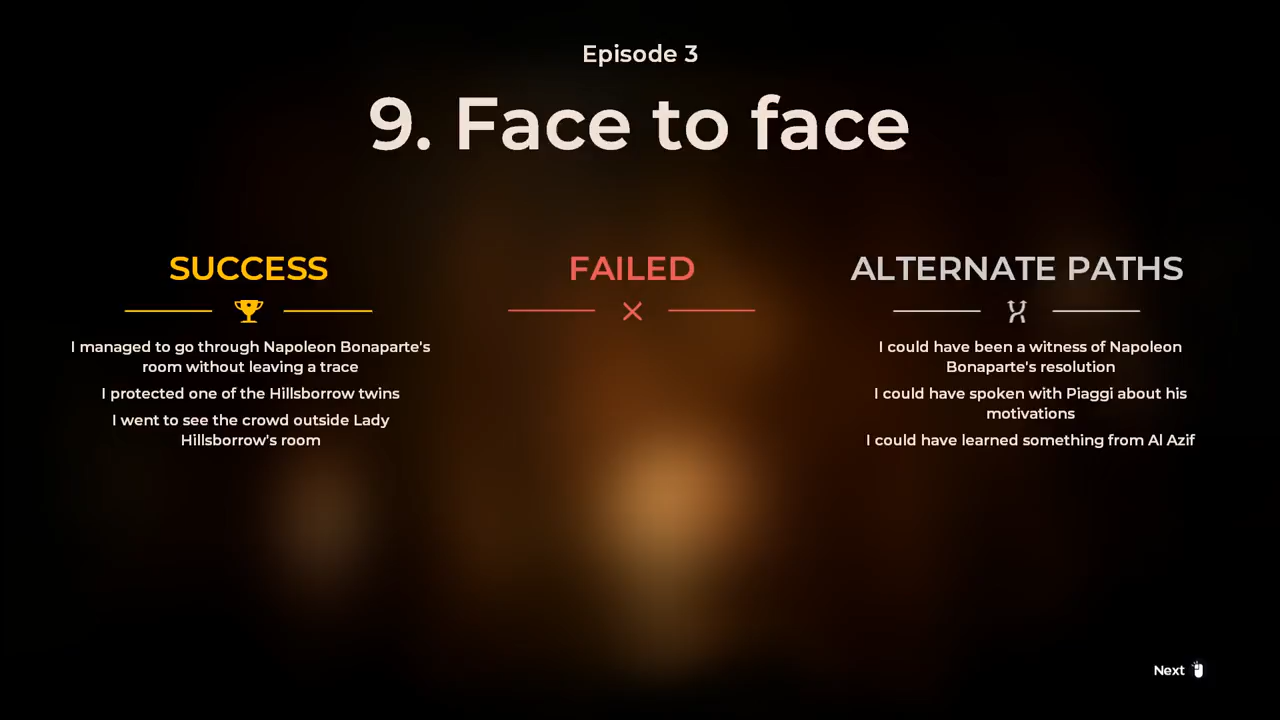 Episode 3
9. Face to face
SUCCESS
I managed to go through Napoleon Bonaparte's
room without leaving a trace
I protected one of the Hillsborrow twins
I went to see the crowd outside Lady
Hillsborrow's room
FAILED
ALTERNATE PATHS
I could have been a witness of Napoleon
Bonaparte's resolution
I could have spoken with Piaggi about his
motivations
I could have learned something from Al Azif
Next